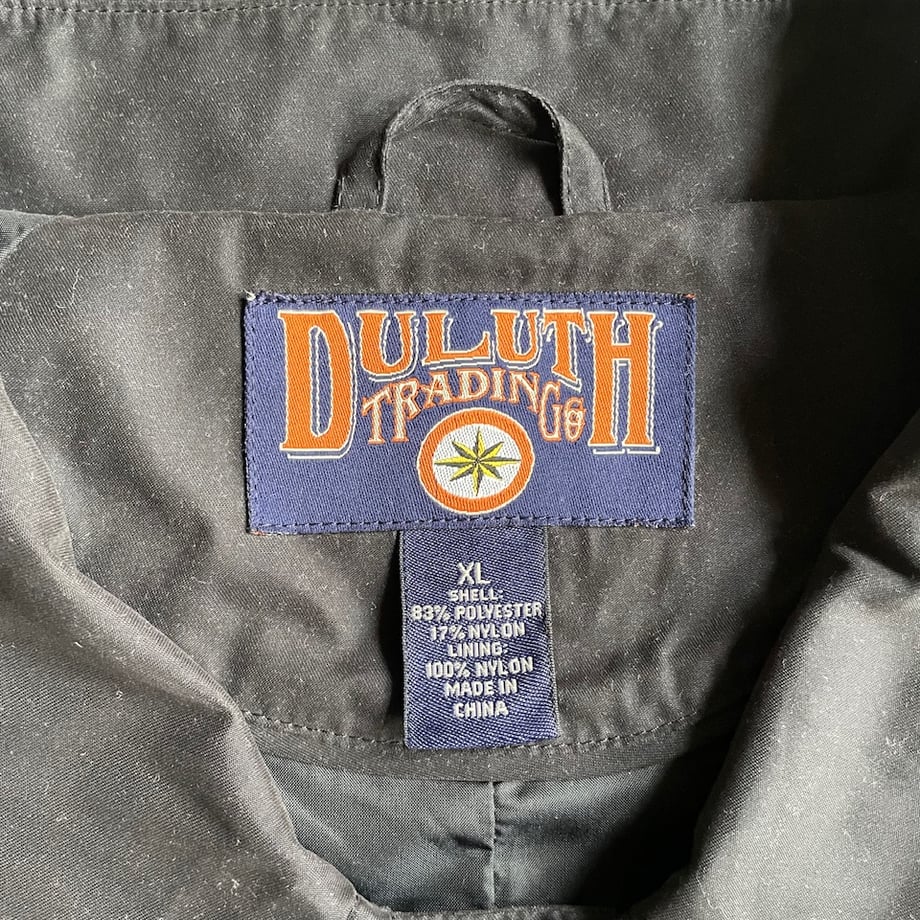 DULUTH
TRADING CO
XL
SHELL:
83% POLYESTER
17% NYLON
LINING:
100% NYLON
MADE IN
CHINA